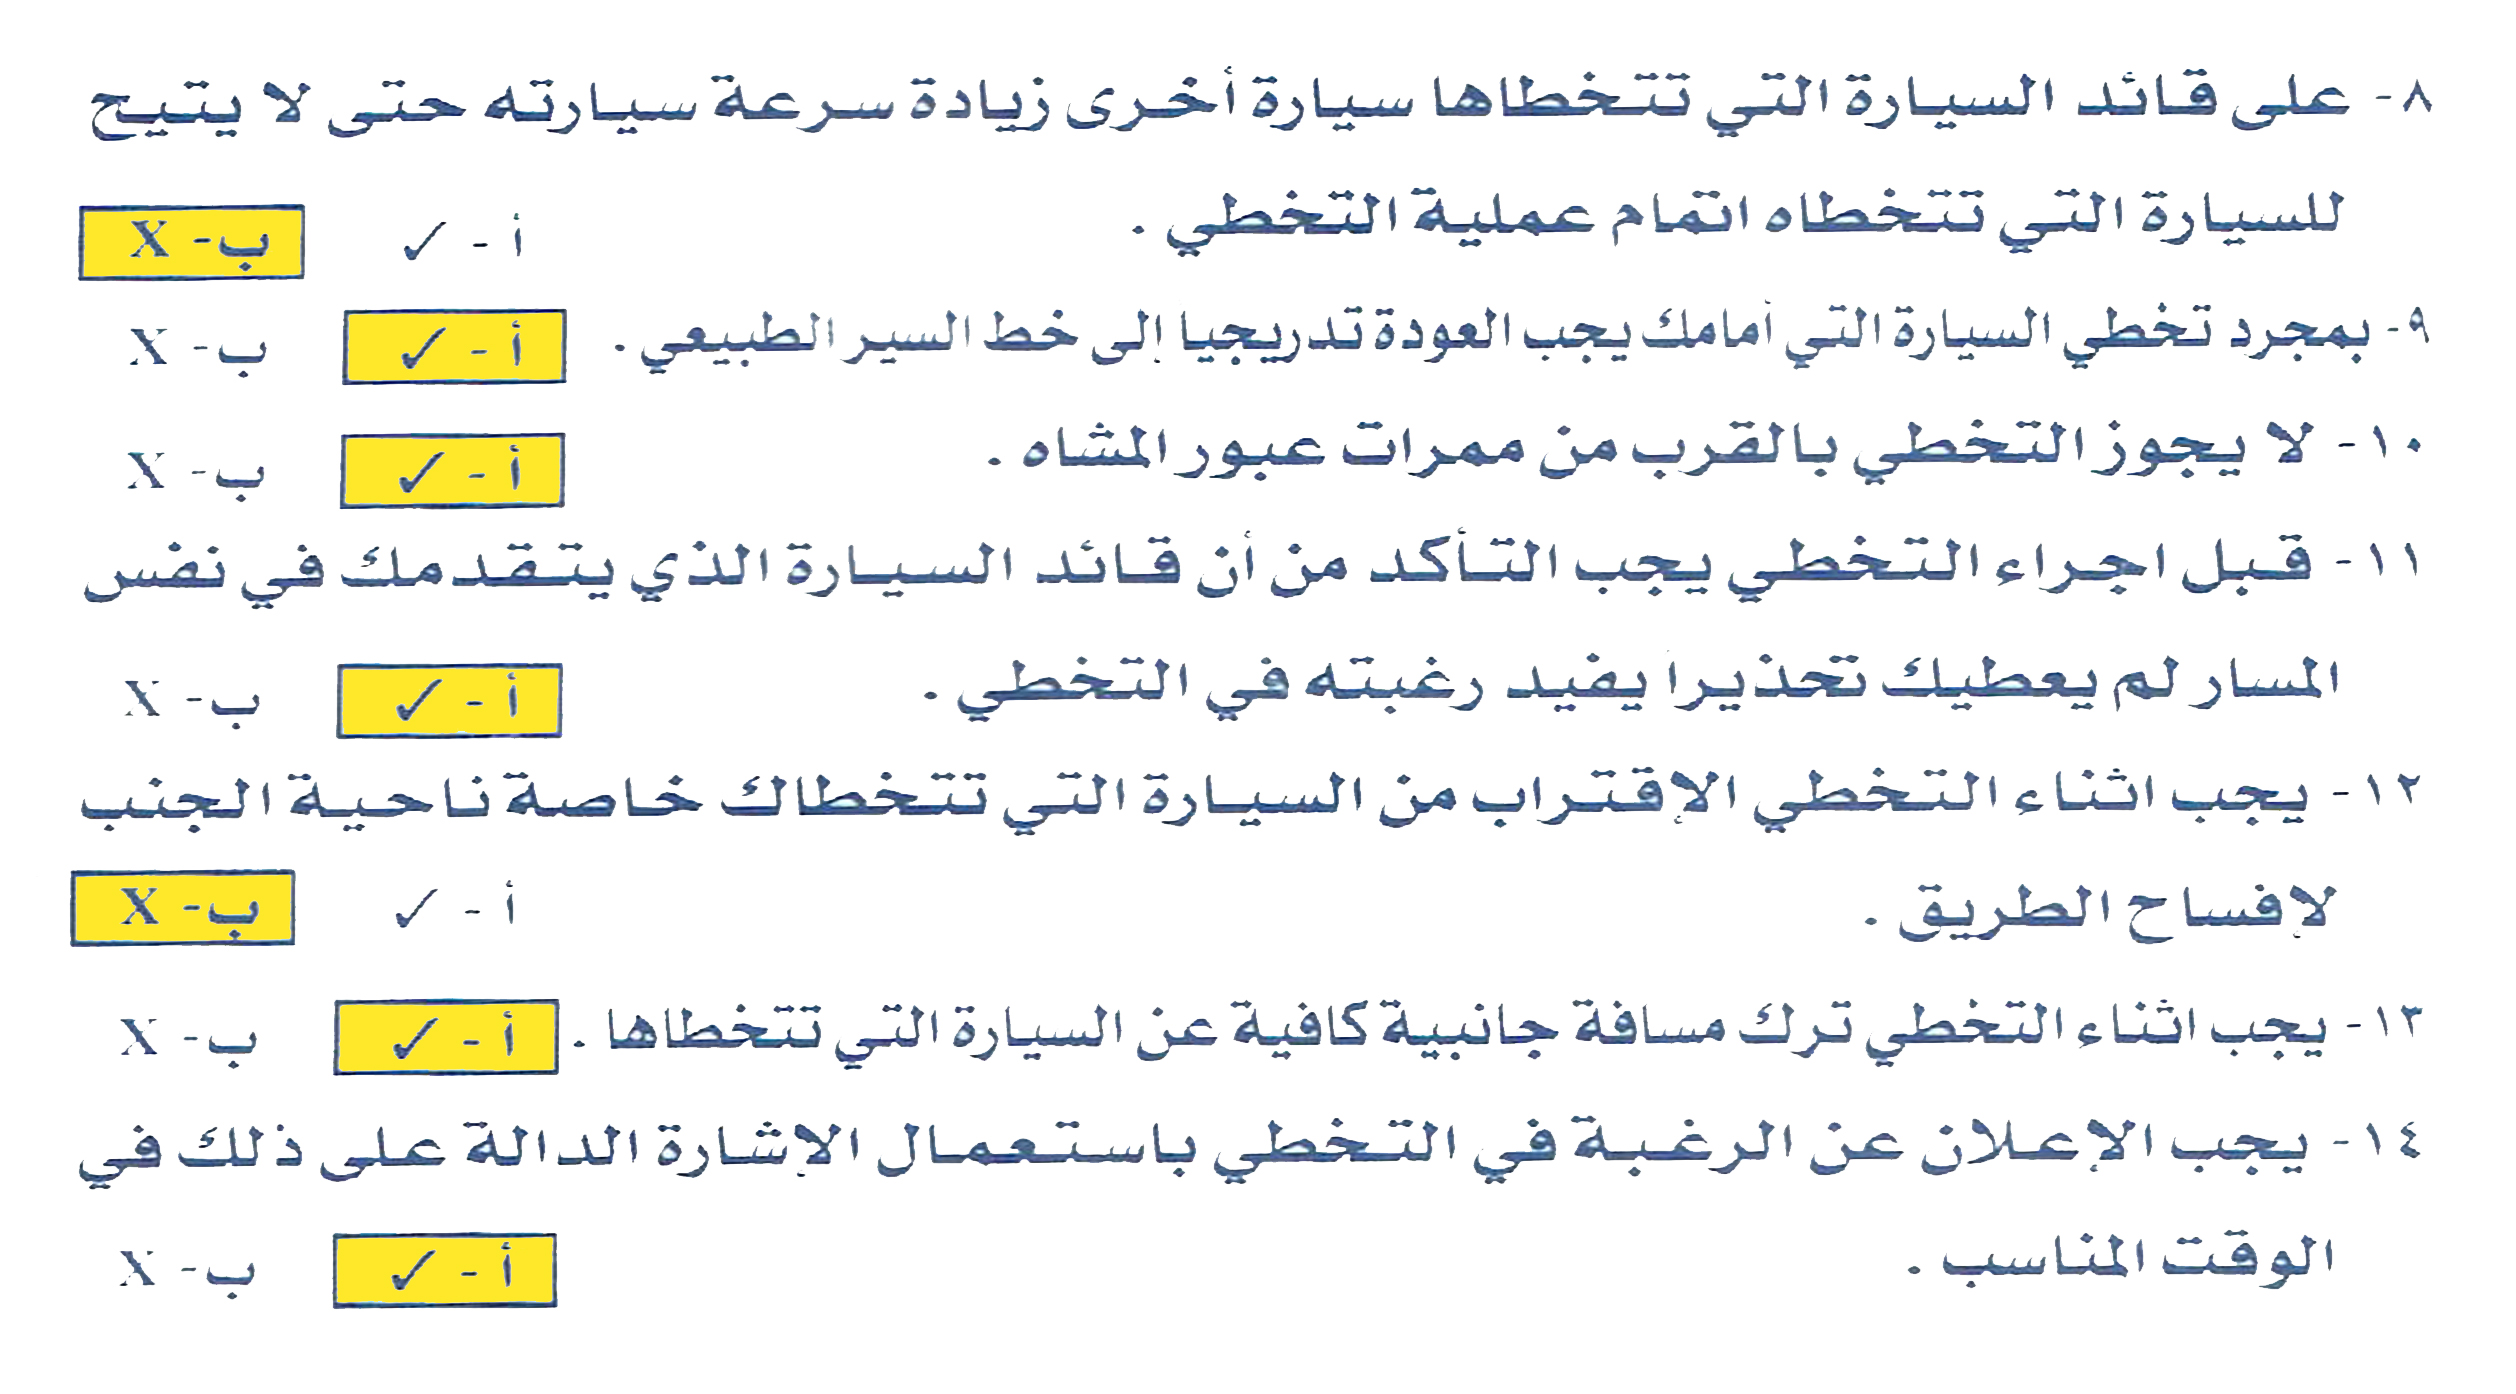 ٨- على قائد السيارة التي تتخطاها سيارة أخرى زيادة سرعة سيارته حتى لا يتيح
للسيارة التي تتخطاه اتمام عملية التخطي . أ - ✓ ب - X
٩- بمجرد تخطي السيارة التي أمامك يجب العودة تدريجيا إلى خط السير الطبيعي . أ - ✓ ب - X
١٠- لا يجوز التخطي بالقرب من ممرات عبور المشاه . أ - ✓ ب - X
١١- قبل اجراء التخطي يجب التأكد من أن قائد السيارة الذي يتقدمك في نفس
المسار لم يعطيك تحذيرا يفيد رغبته في التخطي . أ - ✓ ب - X
١٢- يجب اثناء التخطي الإقتراب من السيارة التي تتخطاك خاصة ناحية الجنب
لإفساح الطريق . أ - ✓ ب - X
١٣- يجب اثناء التخطي ترك مسافة جانبية كافية عن السيارة التي تتخطاها . أ - ✓ ب - X
١٤- يجب الإعلان عن الرغبة في التخطي باستعمال الإشارة الدالة على ذلك في
الوقت المناسب . أ - ✓ ب - X